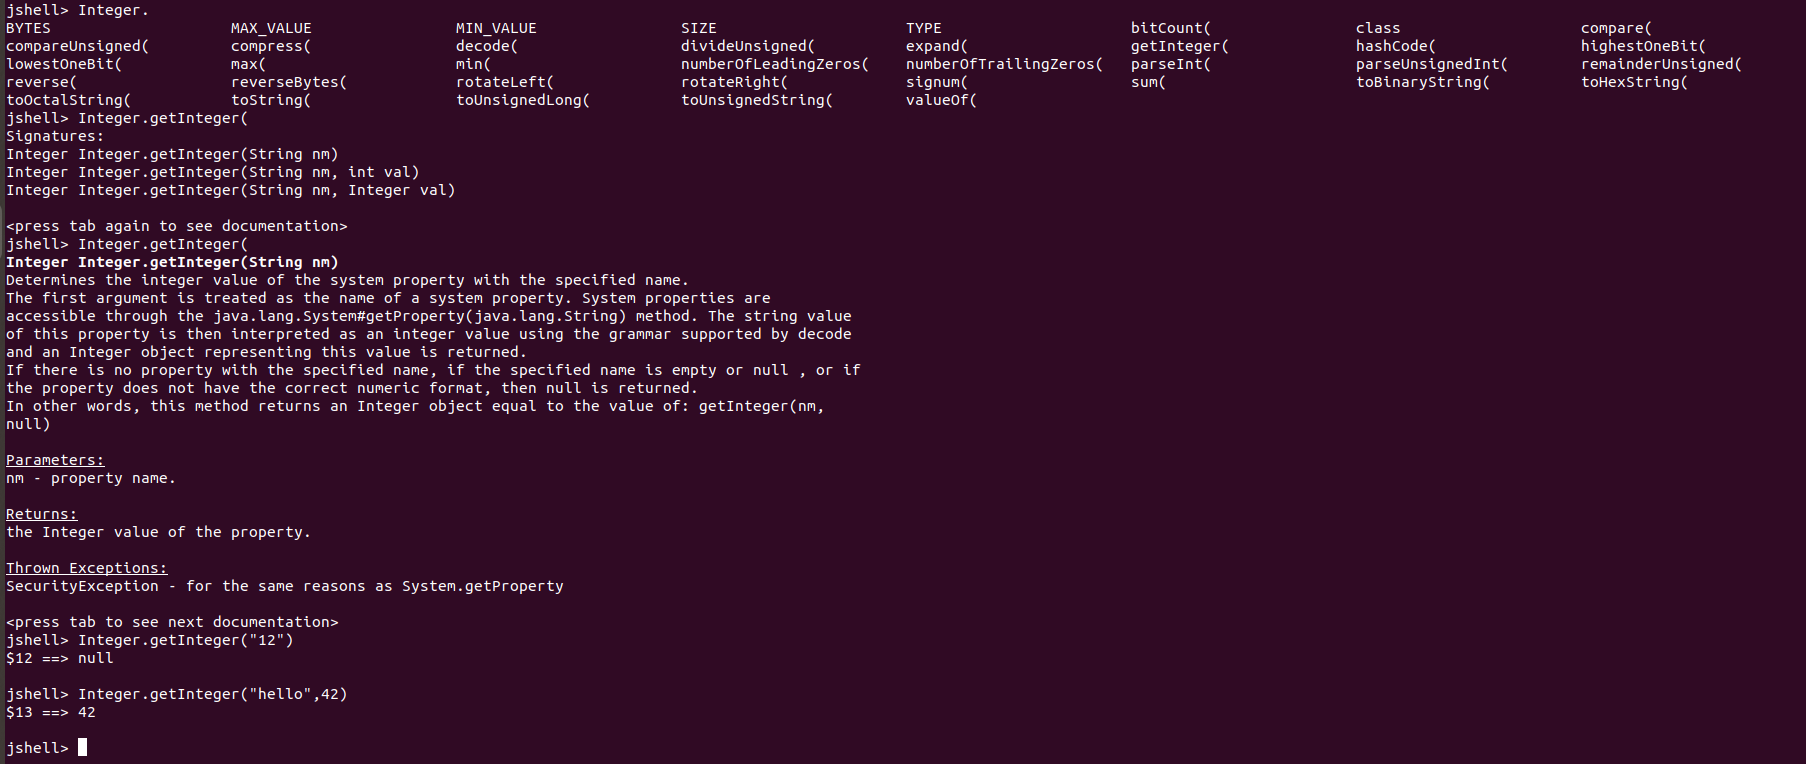 jshell> Integer.
BYTES MAX_VALUE MIN_VALUE SIZE TYPE bitCount( class compare(
compareUnsigned( compress( decode( divideUnsigned( expand( getInteger( hashCode( highestOneBit(
lowestOneBit( max( min( numberOfLeadingZeros( numberOfTrailingZeros( parseInt( parseUnsignedInt( remainderUnsigned(
reverse( reverseBytes( rotateLeft( rotateRight( signum( sum( toBinaryString( toHexString(
toOctalString( toString( toUnsignedLong( toUnsignedString( valueOf(
jshell> Integer.getInteger(
Signatures:
Integer Integer.getInteger(String nm)
Integer Integer.getInteger(String nm, int val)
Integer Integer.getInteger(String nm, Integer val)
<press tab again to see documentation>
jshell> Integer.getInteger(
Integer Integer.getInteger(String nm)
Determines the integer value of the system property with the specified name.
The first argument is treated as the name of a system property. System properties are
accessible through the java.lang.System#getProperty(java.lang.String) method. The string value
of this property is then interpreted as an integer value using the grammar supported by decode
and an Integer object representing this value is returned.
If there is no property with the specified name, if the specified name is empty or null , or if
the property does not have the correct numeric format, then null is returned.
In other words, this method returns an Integer object equal to the value of: getInteger(nm,
null)
Parameters:
nm - property name.
Returns:
the Integer value of the property.
Thrown Exceptions:
SecurityException - for the same reasons as System.getProperty
<press tab to see next documentation>
jshell> Integer.getInteger("12")
$12 ==> null
jshell> Integer.getInteger("hello",42)
$13 ==> 42
jshell>